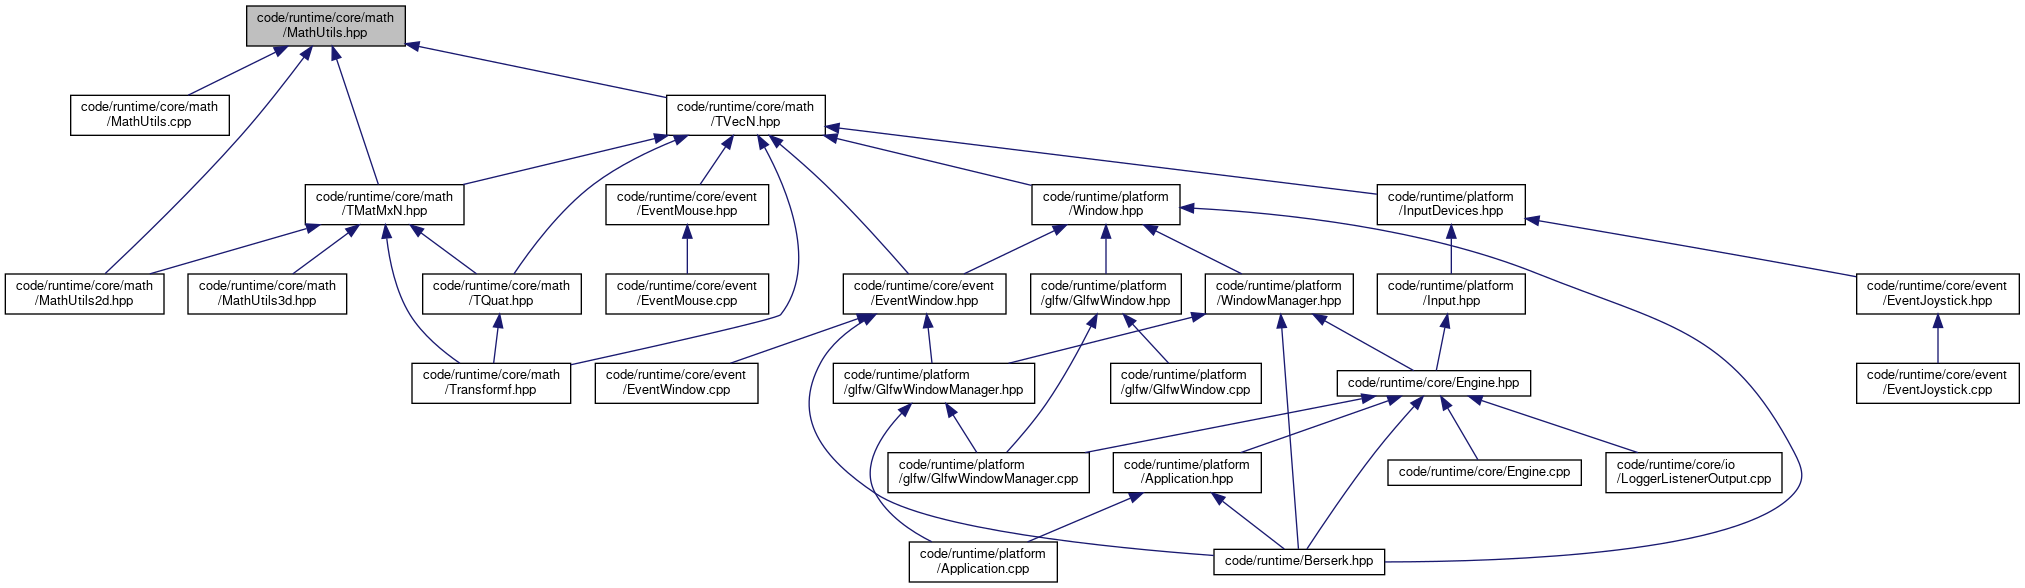 code/runtime/core/math
/MathUtils.hpp
code/runtime/core/math
/MathUtils.cpp
code/runtime/core/math
/TVecN.hpp
code/runtime/core/math
/TMatMxN.hpp
code/runtime/core/event
/EventMouse.hpp
code/runtime/platform
/Window.hpp
code/runtime/platform
/InputDevices.hpp
code/runtime/core/math
/MathUtils2d.hpp
code/runtime/core/math
/MathUtils3d.hpp
code/runtime/core/math
/TQuat.hpp
code/runtime/core/event
/EventMouse.cpp
code/runtime/core/event
/EventWindow.hpp
code/runtime/platform
/glfw/GlfwWindow.hpp
code/runtime/platform
/WindowManager.hpp
code/runtime/platform
/Input.hpp
code/runtime/core/event
/EventJoystick.hpp
code/runtime/core/math
/Transformf.hpp
code/runtime/core/event
/EventWindow.cpp
code/runtime/platform
/glfw/GlfwWindowManager.hpp
code/runtime/platform
/glfw/GlfwWindow.cpp
code/runtime/core/Engine.hpp
code/runtime/core/event
/EventJoystick.cpp
code/runtime/platform
/glfw/GlfwWindowManager.cpp
code/runtime/platform
/Application.hpp
code/runtime/core/Engine.cpp
code/runtime/core/io
/LoggerListenerOutput.cpp
code/runtime/platform
/Application.cpp
code/runtime/Berserk.hpp